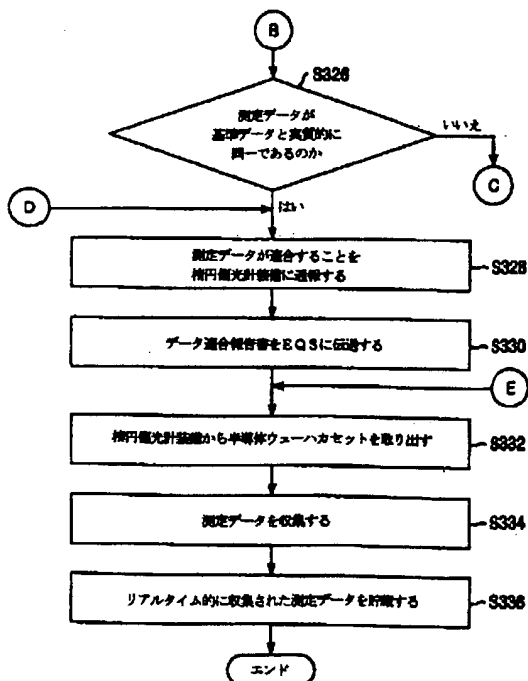 B
S326
測定データが
基準データと実質的に
同一であるのか
いいえ
C
D
はい
測定データが適合することを
楕円偏光計装備に通報する
S328
データ適合報告書をEQSに伝送する
S330
E
楕円偏光計装備から半導体ウェーハカセットを取り出す
S332
測定データを収集する
S334
リアルタイム的に収集された測定データを貯蔵する
S336
エンド